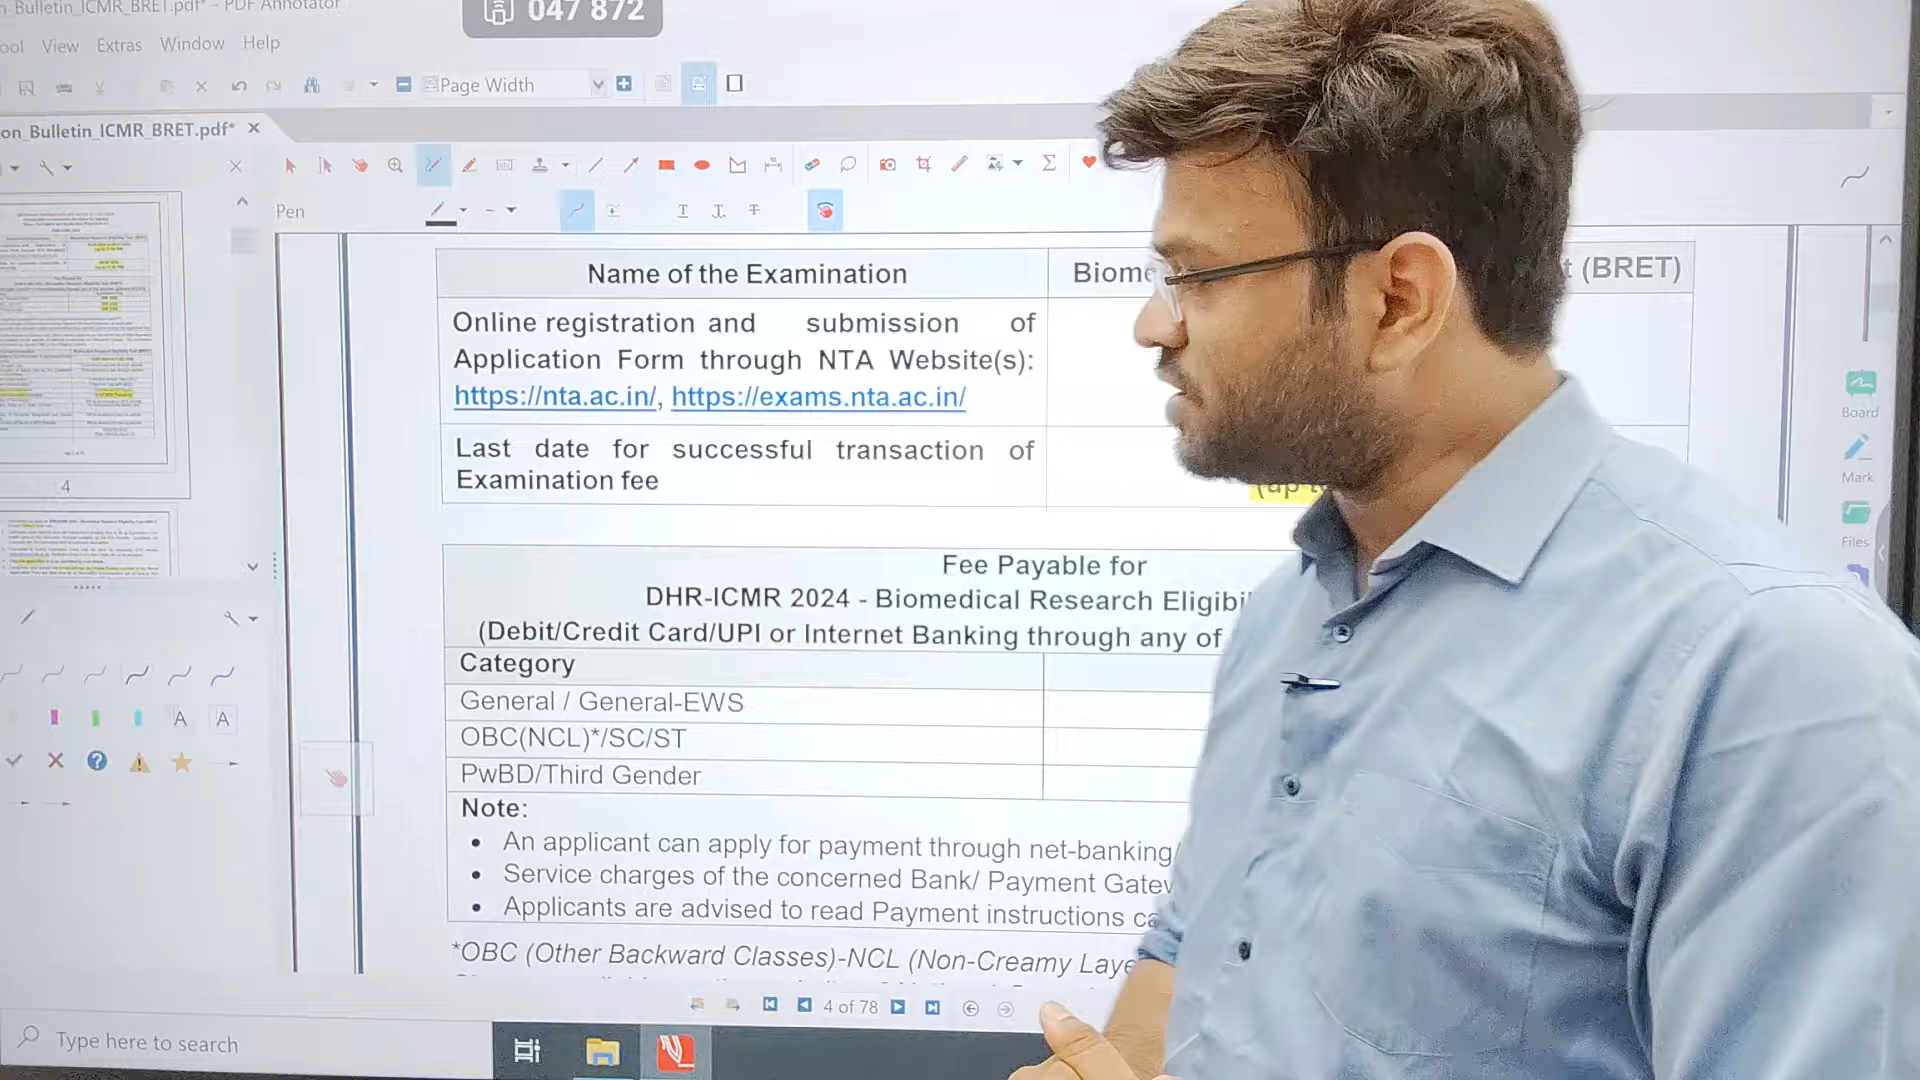 n_Bulletin_ICMR_BRET.pdf* - PDF Annotator
047 872
ool View Extras Window Help
Page Width
on_Bulletin_ICMR_BRET.pdf*
Pen
Name of the Examination
Biome
t (BRET)
Online registration and submission of
Application Form through NTA Website(s):
https://nta.ac.in/, https://exams.nta.ac.in/
Last date for successful transaction of
Examination fee
(up t
Fee Payable for
DHR-ICMR 2024 - Biomedical Research Eligibi
(Debit/Credit Card/UPI or Internet Banking through any of
Category
General / General-EWS
OBC(NCL)*/SC/ST
PwBD/Third Gender
Note:
• An applicant can apply for payment through net-banking/
• Service charges of the concerned Bank/ Payment Gatew
• Applicants are advised to read Payment instructions ca
*OBC (Other Backward Classes)-NCL (Non-Creamy Laye
4
4 of 78
Type here to search
Board
Mark
Files